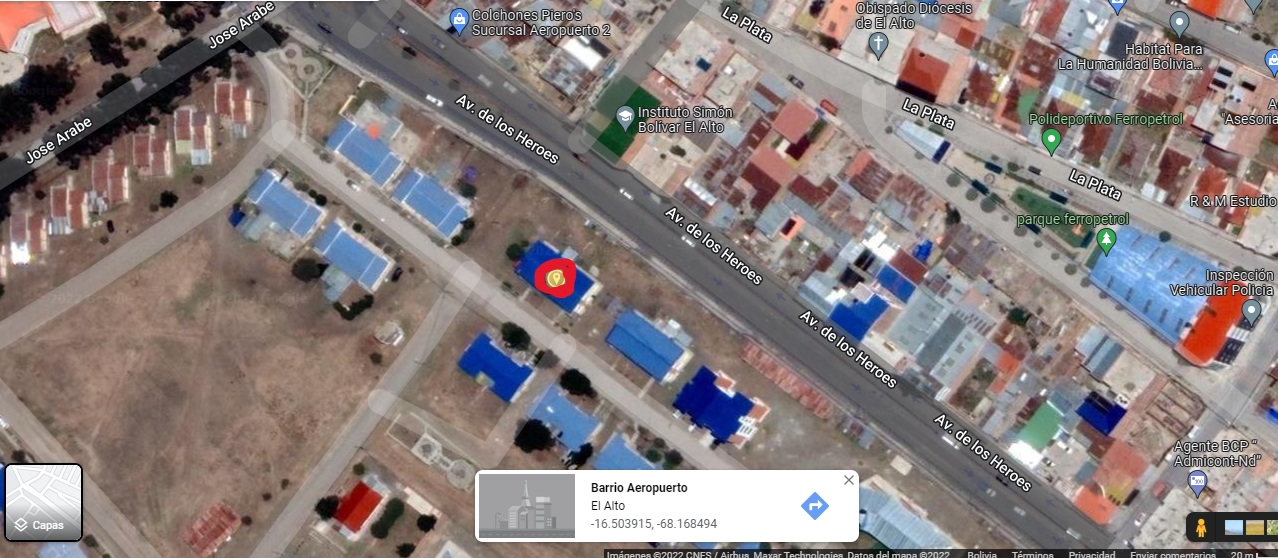 Jose Arabe
Colchones Pieros
Sucursal Aeropuerto 2
La Plata
Obispado Diócesis
de El Alto
Habitat Para
La Humanidad Bolivia...
Jose Arabe
Av. de los Heroes
Instituto Simón
Bolívar El Alto
La Plata
Polideportivo Ferropetrol
A
"Asesoria
La Plata
R & M Estudio
parque ferropetrol
Av. de los Heroes
Inspección
Vehicular Policia
Av. de los Heroes
Av. de los Heroes
Agente BCP "
Admicont-Nd"
Capas
Barrio Aeropuerto
El Alto
-16.503915, -68.168494
Imágenes ©2022 CNES / Airbus, Maxar Technologies, Datos del mapa ©2022 Bolivia Términos Privacidad Enviar comentarios 20 m